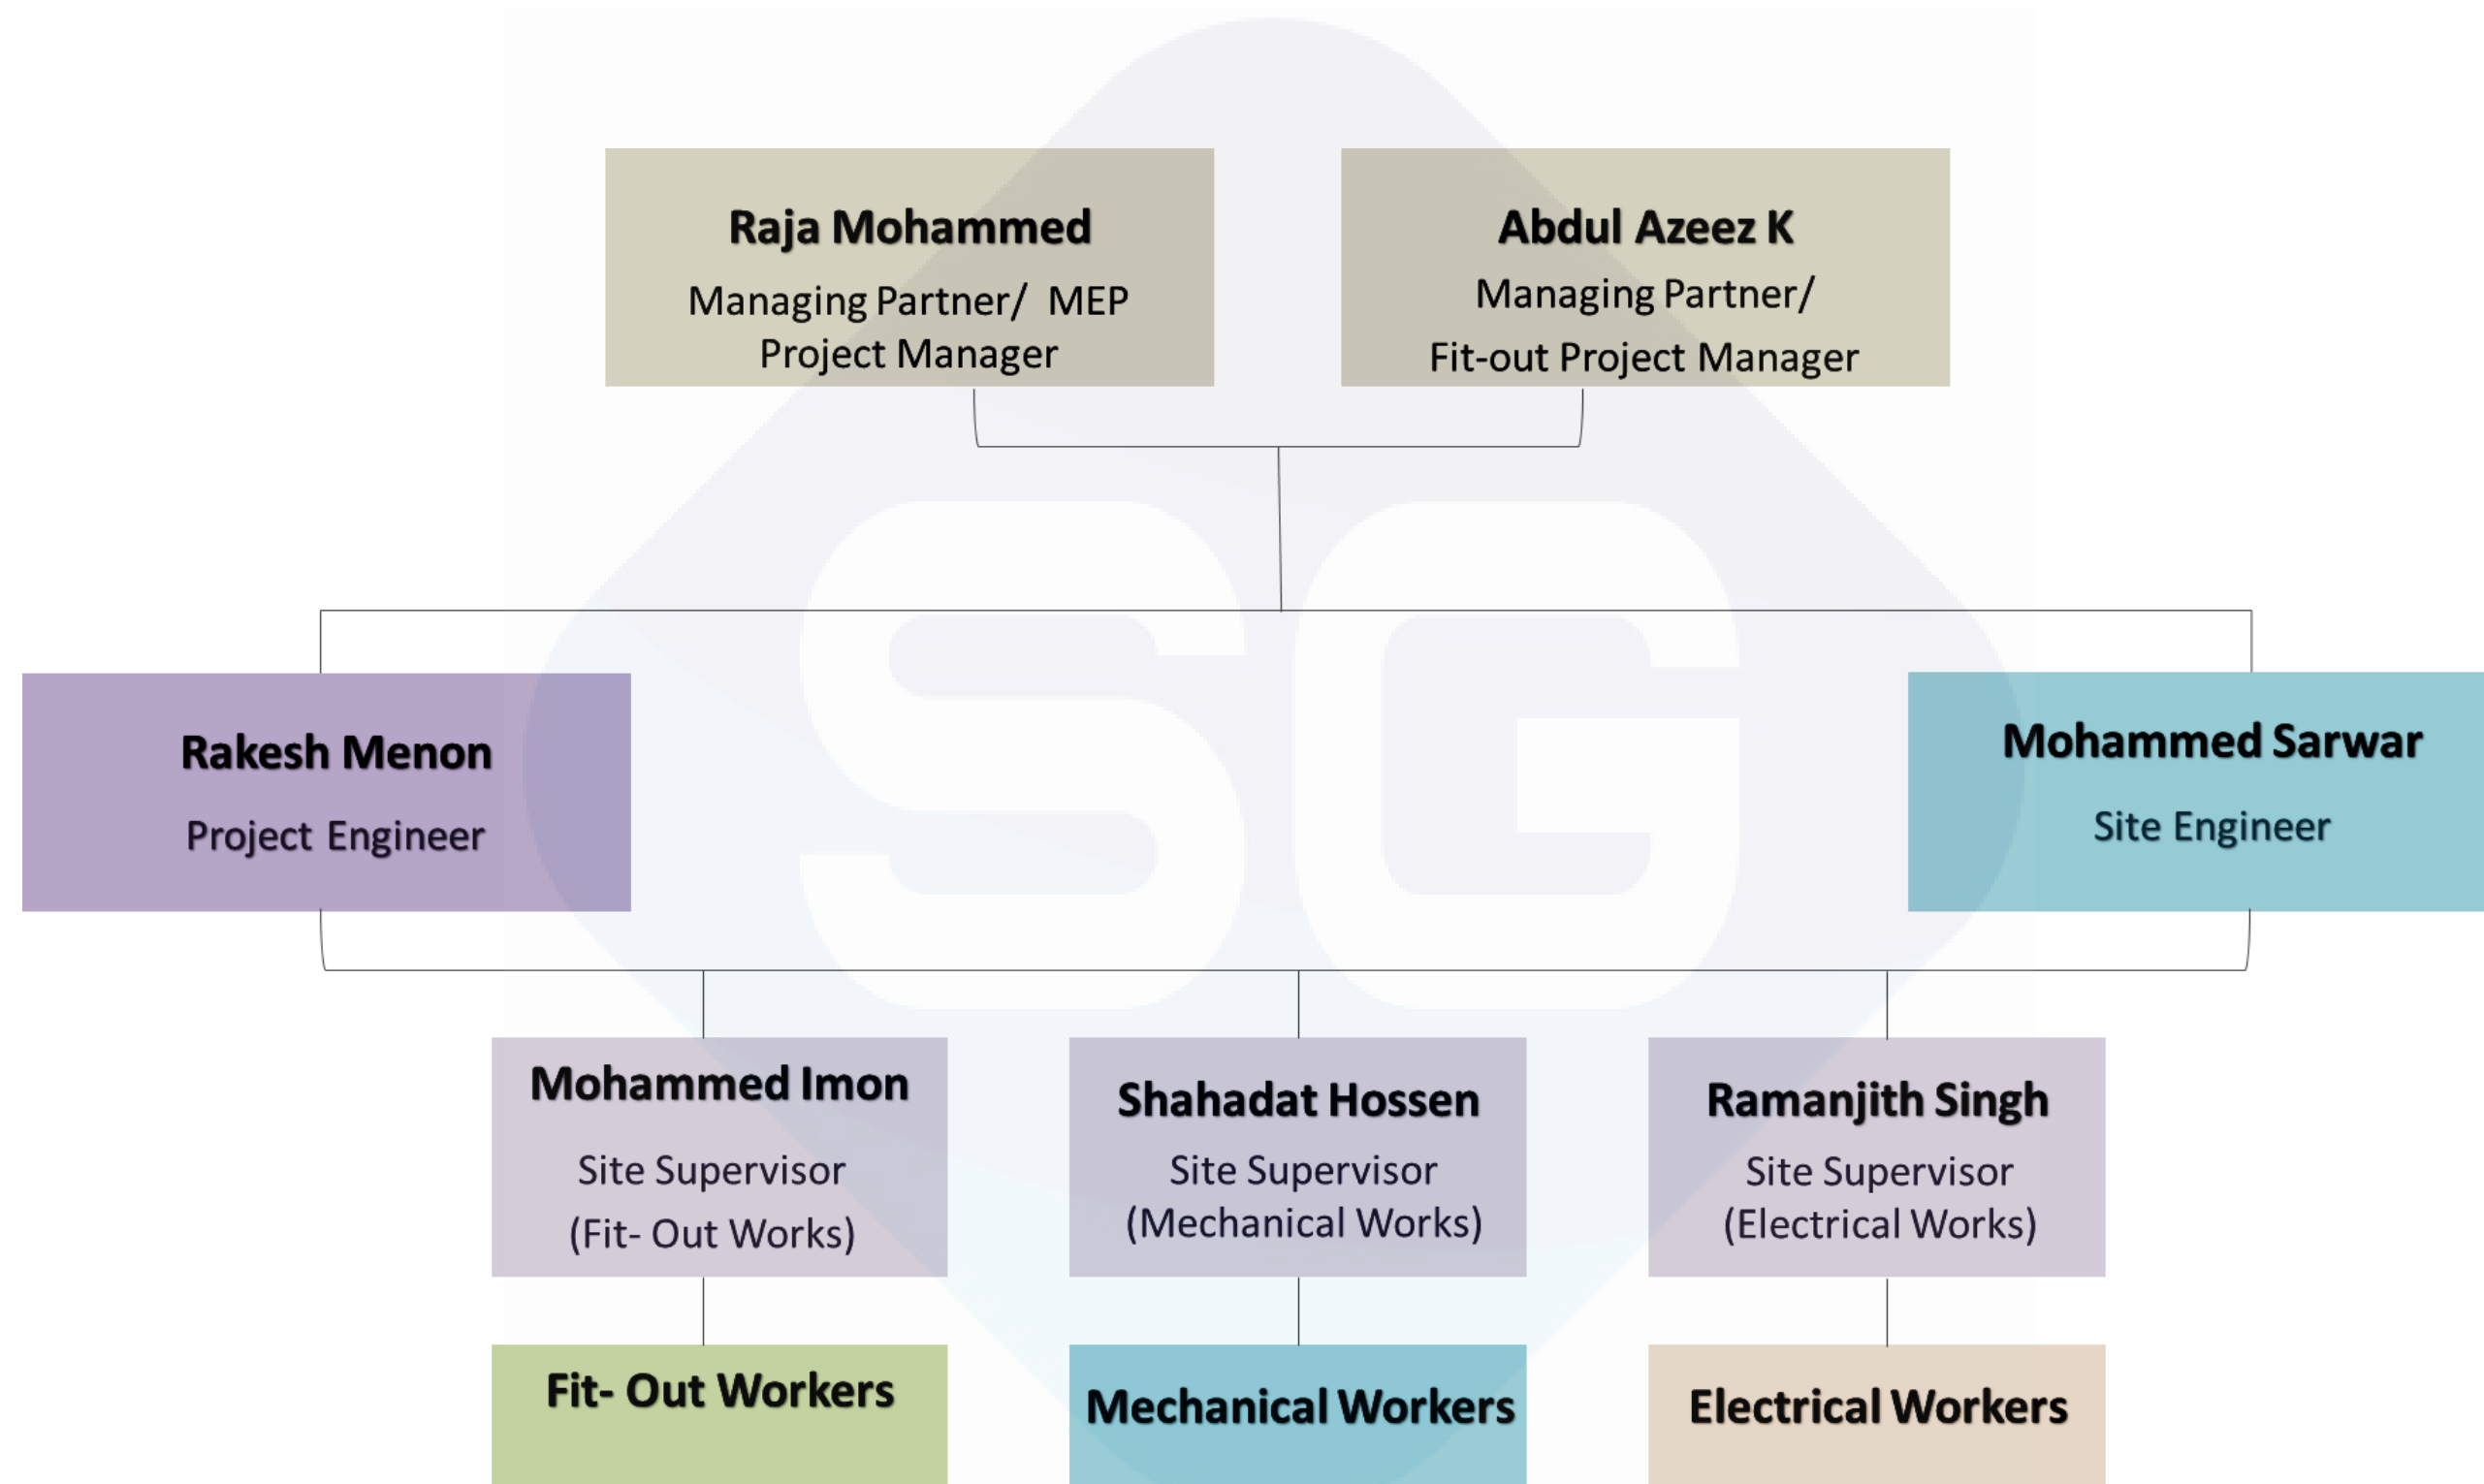 Raja Mohammed
Managing Partner/ MEP
Project Manager
Abdul Azeez K
Managing Partner/
Fit-out Project Manager
SG
Rakesh Menon
Project Engineer
Mohammed Sarwar
Site Engineer
Mohammed Imon
Site Supervisor
(Fit- Out Works)
Shahadat Hossen
Site Supervisor
(Mechanical Works)
Ramanjith Singh
Site Supervisor
(Electrical Works)
Fit- Out Workers
Mechanical Workers
Electrical Workers